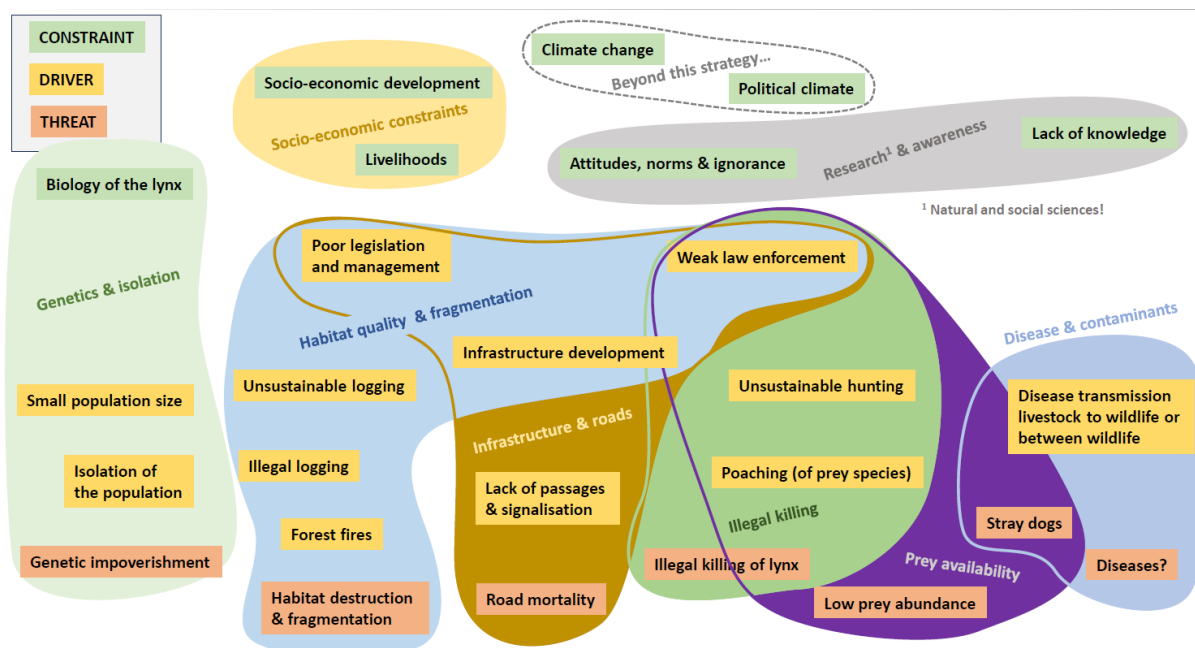 CONSTRAINT
DRIVER
THREAT
Climate change
Beyond this strategy…
Political climate
Socio-economic development
Socio-economic constraints
Livelihoods
Lack of knowledge
Research¹ & awareness
Attitudes, norms & ignorance
¹ Natural and social sciences!
Biology of the lynx
Genetics & isolation
Small population size
Isolation of
the population
Genetic impoverishment
Poor legislation
and management
Weak law enforcement
Habitat quality & fragmentation
Infrastructure development
Unsustainable logging
Illegal logging
Forest fires
Habitat destruction
& fragmentation
Infrastructure & roads
Lack of passages
& signalisation
Road mortality
Unsustainable hunting
Poaching (of prey species)
Illegal killing
Illegal killing of lynx
Prey availability
Low prey abundance
Disease & contaminants
Disease transmission
livestock to wildlife or
between wildlife
Stray dogs
Diseases?